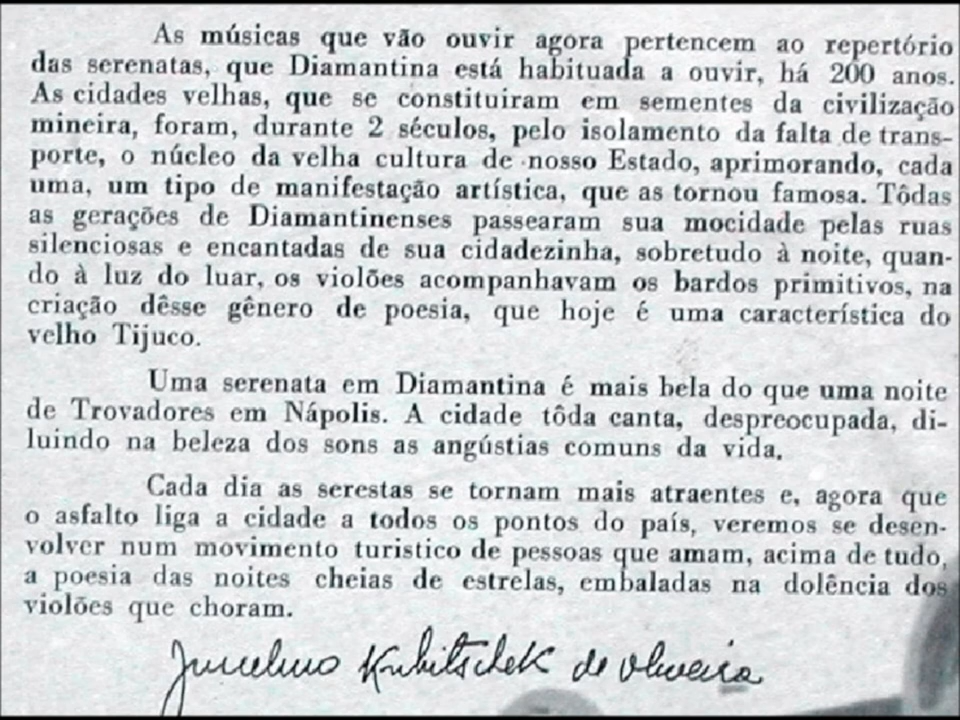 As músicas que vão ouvir agora pertencem ao repertório
das serenatas, que Diamantina está habituada a ouvir, há 200 anos.
As cidades velhas, que se constituiram em sementes da civilização
mineira, foram, durante 2 séculos, pelo isolamento da falta de trans-
porte, o núcleo da velha cultura de nosso Estado, aprimorando, cada
uma, um tipo de manifestação artística, que as tornou famosa. Tôdas
as gerações de Diamantinenses passearam sua mocidade pelas ruas
silenciosas e encantadas de sua cidadezinha, sobretudo à noite, quan-
do à luz do luar, os violões acompanhavam os bardos primitivos, na
criação dêsse gênero de poesia, que hoje é uma característica do
velho Tijuco.
Uma serenata em Diamantina é mais bela do que uma noite
de Trovadores em Nápolis. A cidade tôda canta, despreocupada, di-
luindo na beleza dos sons as angústias comuns da vida.
Cada dia as serestas se tornam mais atraentes e, agora que
o asfalto liga a cidade a todos os pontos do país, veremos se desen-
volver num movimento turistico de pessoas que amam, acima de tudo,
a poesia das noites cheias de estrelas, embaladas na dolência dos
violões que choram.
Juscelino Kubitschek de Oliveira